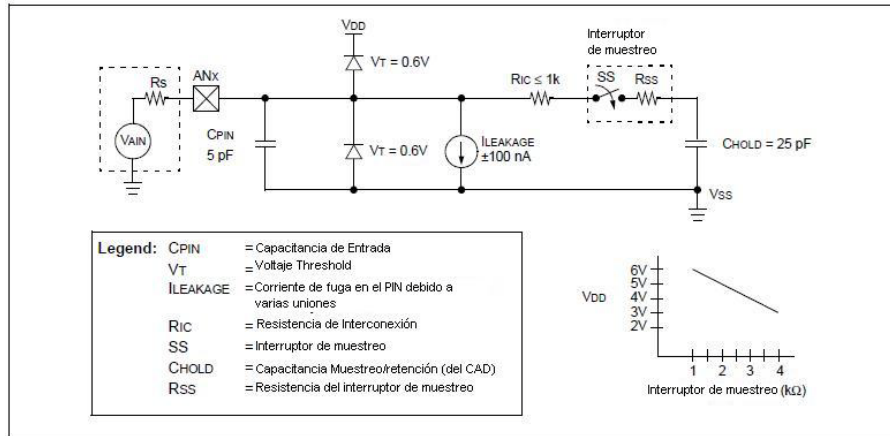 VDD
Interruptor
de muestreo
VT = 0.6V
RIC ≤ 1k
SS
RSS
RS
ANx
VAIN
CPIN
5 pF
VT = 0.6V
ILEAKAGE
±100 nA
CHOLD = 25 pF
VSS
Legend: CPIN = Capacitancia de Entrada
VT = Voltaje Threshold
ILEAKAGE = Corriente de fuga en el PIN debido a
varias uniones
RIC = Resistencia de Interconexión
SS = Interruptor de muestreo
CHOLD = Capacitancia Muestreo/retención (del CAD)
RSS = Resistencia del interruptor de muestreo
VDD
6V
5V
4V
3V
2V
1 2 3 4
Interruptor de muestreo (kΩ)